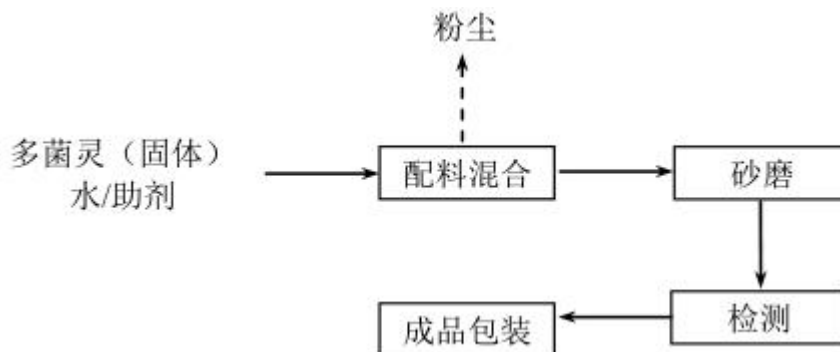 粉尘
多菌灵（固体）
水/助剂
配料混合
砂磨
成品包装
检测